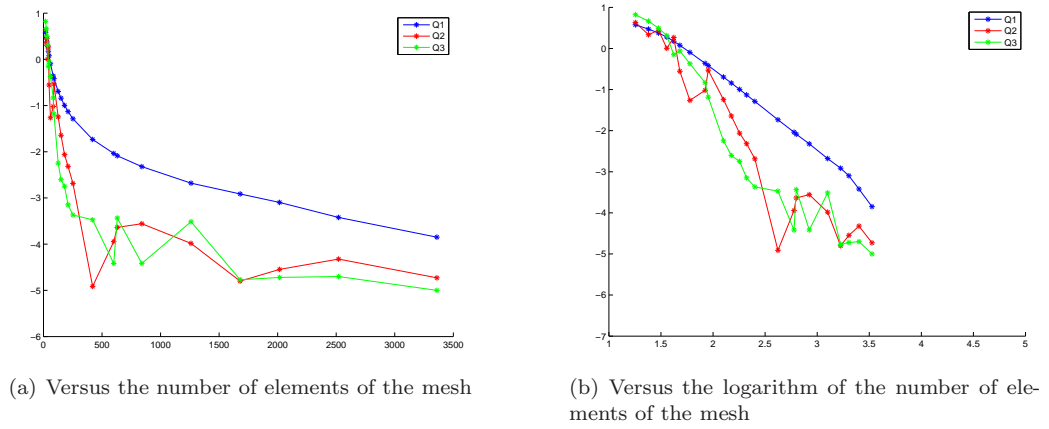 1
0
−1
−2
−3
−4
−5
−6
0 500 1000 1500 2000 2500 3000 3500
Q1
Q2
Q3
(a) Versus the number of elements of the mesh
1
0
−1
−2
−3
−4
−5
−6
−7
1 1.5 2 2.5 3 3.5 4 4.5 5
Q1
Q2
Q3
(b) Versus the logarithm of the number of ele-
ments of the mesh